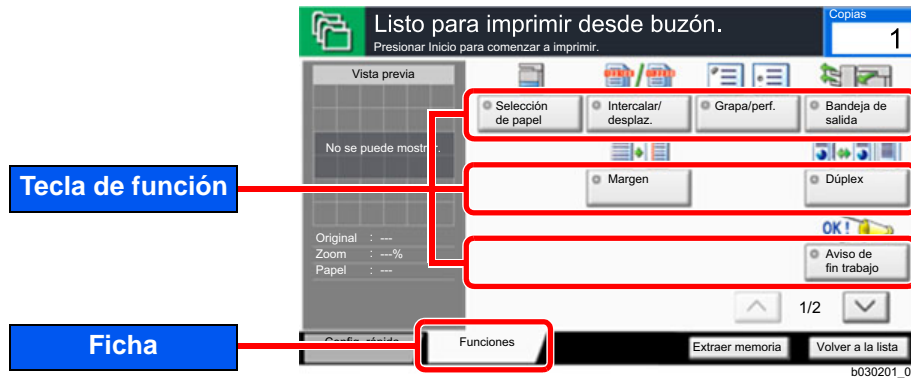 Listo para imprimir desde buzón.
Presionar Inicio para comenzar a imprimir.
Copias
1
Vista previa
No se puede mostrar.
Selección de papel
Intercalar/ desplaz.
Grapa/perf.
Bandeja de salida
Tecla de función
Margen
Dúplex
OK!
Original : ---
Zoom : ---%
Papel : ---
Aviso de fin trabajo
1/2
Ficha
Config. rápida
Funciones
Extraer memoria
Volver a la lista
b030201_0